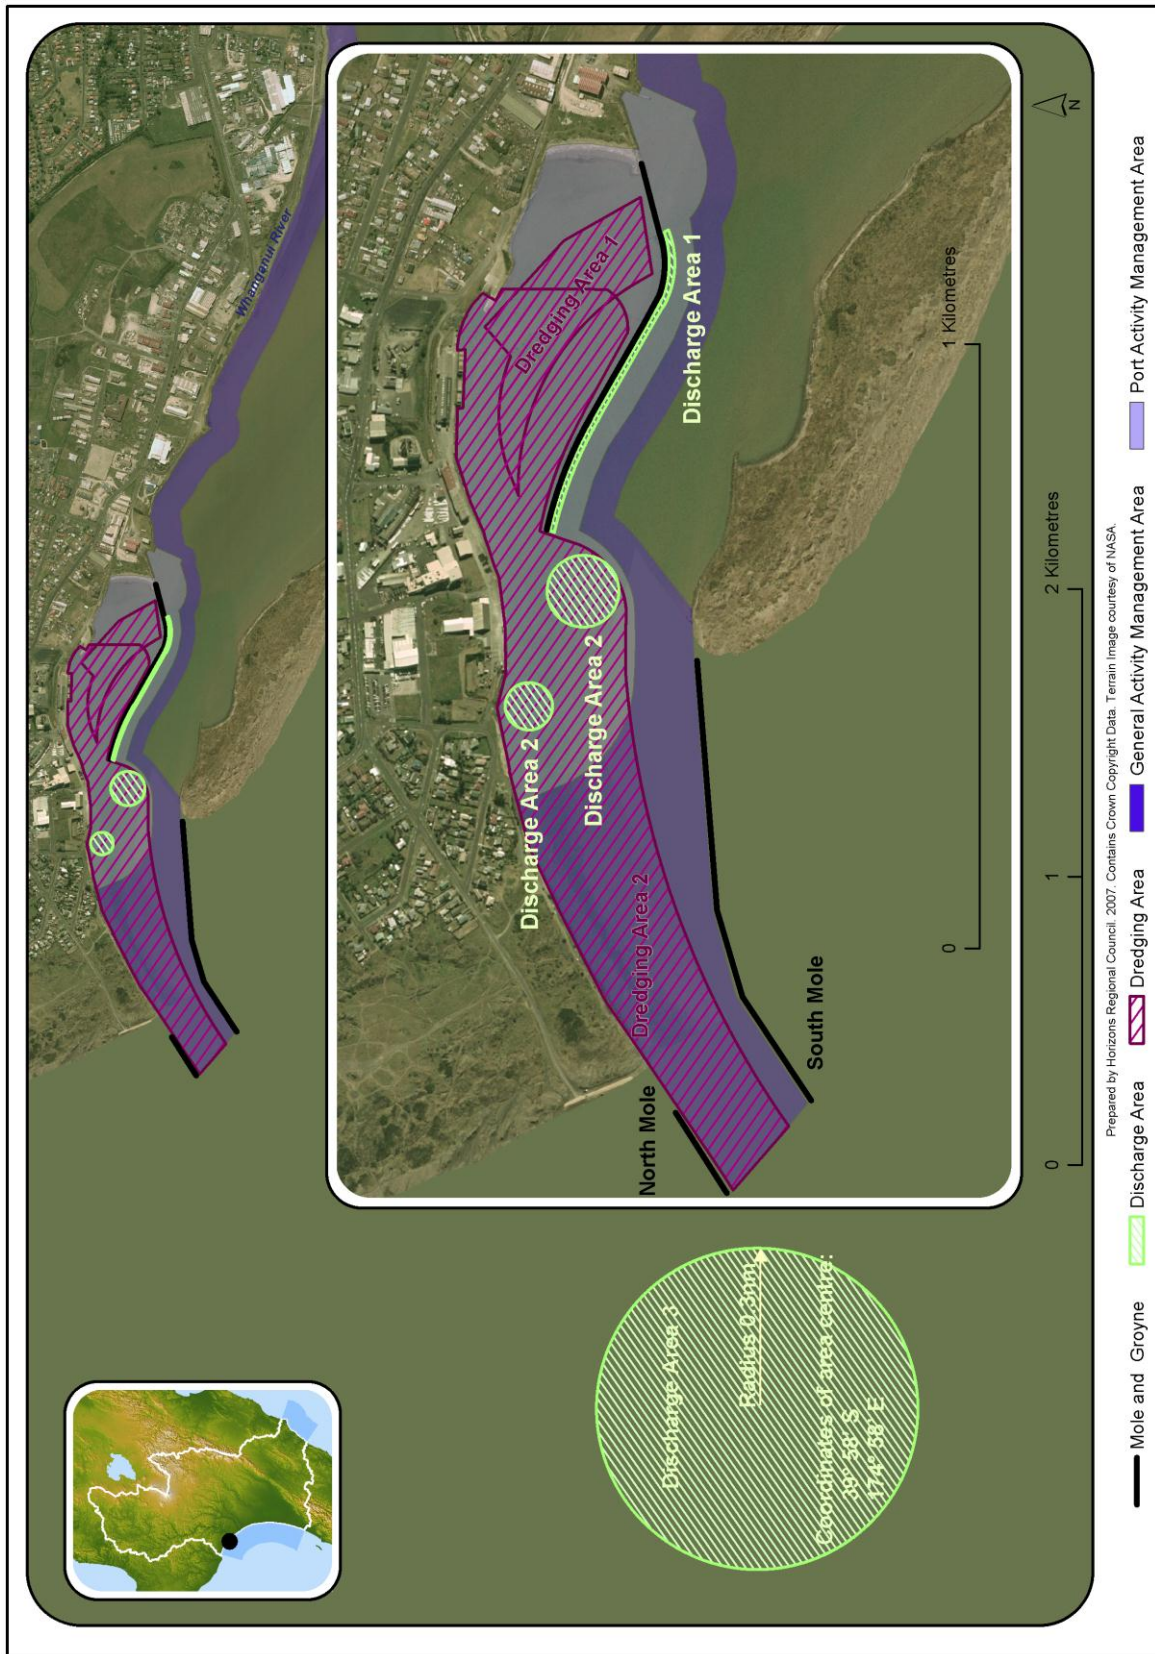 Whanganui River
Dredging Area 1
Discharge Area 1
Discharge Area 2
Discharge Area 2
Dredging Area 2
North Mole
South Mole
0
1 Kilometres
N
Discharge Area 3
Radius 0.3nm
Coordinates of area centre:
39° 58' S
174° 58' E
0
1
2 Kilometres
Prepared by Horizons Regional Council. 2007. Contains Crown Copyright Data. Terrain Image courtesy of NASA.
Mole and Groyne
Discharge Area
Dredging Area
General Activity Management Area
Port Activity Management Area